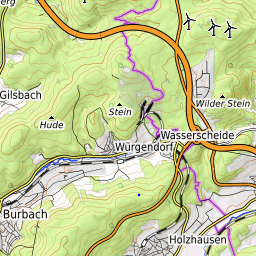 Gilsbach
Stein
Wilder Stein
Hude
Wasserscheide
Würgendorf
Burbach
Holzhausen